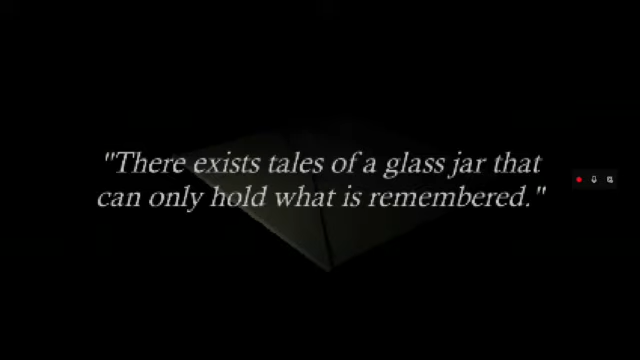 "There exists tales of a glass jar that
can only hold what is remembered."